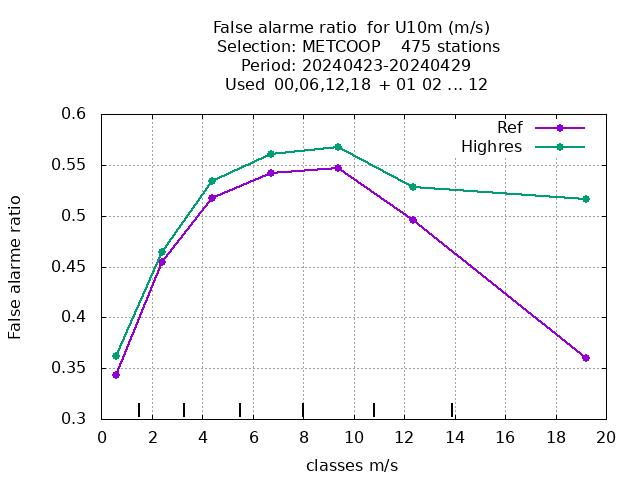 False alarme ratio  for U10m (m/s)
Selection: METCOOP    475 stations
Period: 20240423-20240429
Used  00,06,12,18 + 01 02 ... 12
Ref
Highres
False alarme ratio
0.6
0.55
0.5
0.45
0.4
0.35
0.3
0 2 4 6 8 10 12 14 16 18 20
classes m/s